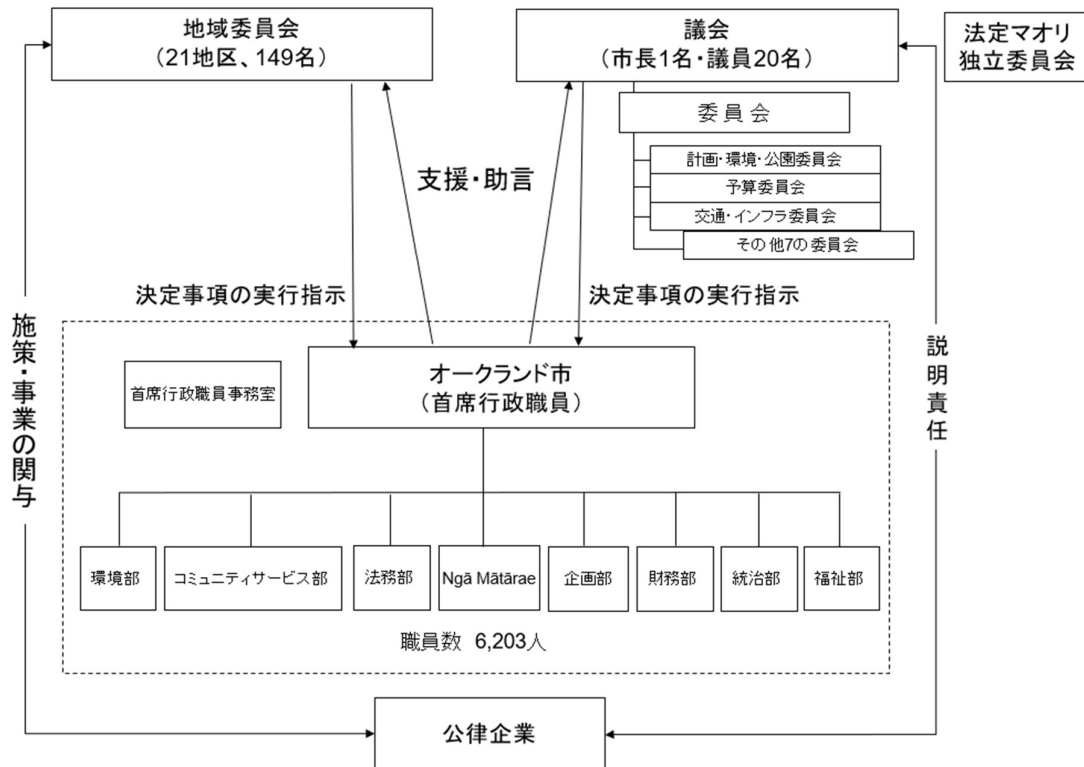 地域委員会
（21地区、149名）
議会
（市長1名・議員20名）
法定マオリ
独立委員会
委員会
計画・環境・公園委員会
予算委員会
交通・インフラ委員会
その他7の委員会
支援・助言
決定事項の実行指示
決定事項の実行指示
施策・事業の関与
説明責任
首席行政職員事務室
オークランド市
（首席行政職員）
環境部
コミュニティサービス部
法務部
Ngā Mātārae
企画部
財務部
統治部
福祉部
職員数 6,203人
公律企業